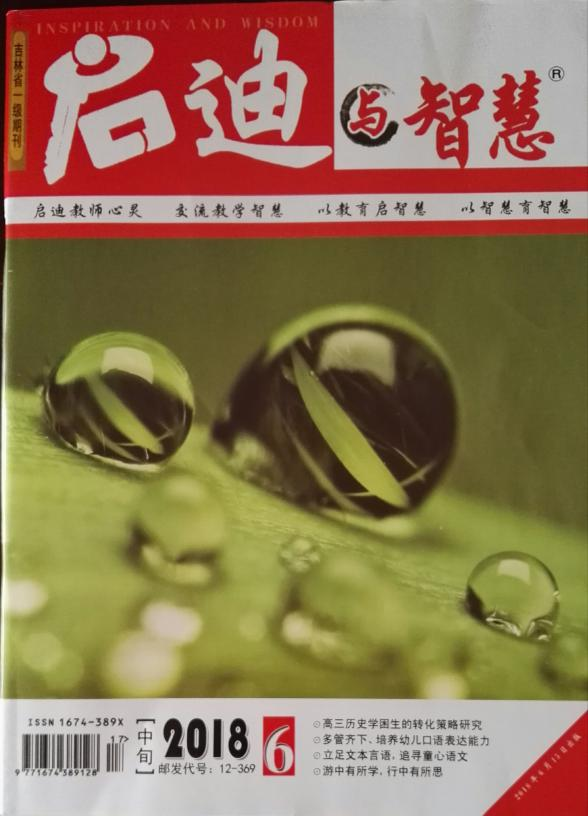 INSPIRATION AND WISDOM
吉林省一级期刊
启迪与智慧®
启迪教师心灵 交流教学智慧 以教育启智慧 以智慧育智慧
ISSN 1674-389X
17>
9 771674 389128
[中旬]
2018 6
邮发代号：12-369
⊙高三历史学困生的转化策略研究
⊙多管齐下、培养幼儿口语表达能力
⊙立足文本言语，追寻童心语文
⊙游中有所学，行中有所思
2018年6月15日出版